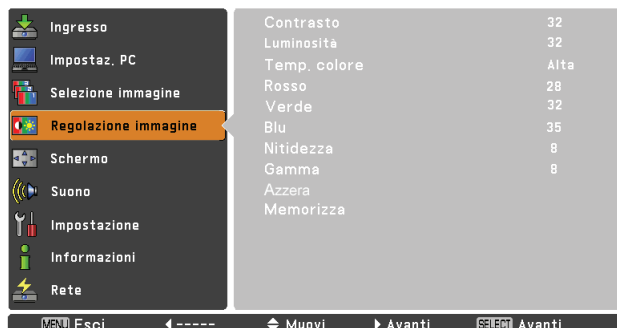 Ingresso
Impostaz. PC
Selezione immagine
Regolazione immagine
Schermo
Suono
Impostazione
Informazioni
Rete
Contrasto 32
Luminosità 32
Temp. colore Alta
Rosso 28
Verde 32
Blu 35
Nitidezza 8
Gamma 8
Azzera
Memorizza
MENU Esci ----- Muovi Avanti SELECT Avanti